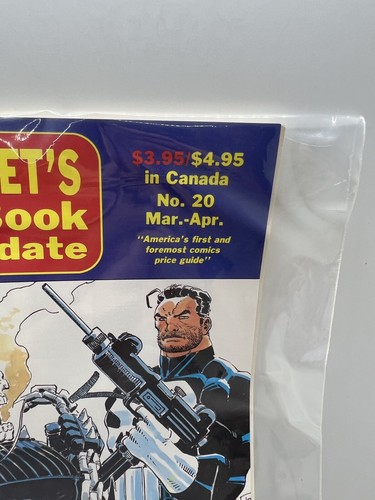 ET'S
Book
date
$3.95/$4.95
in Canada
No. 20
Mar.-Apr.
"America's first and
foremost comics
price guide"